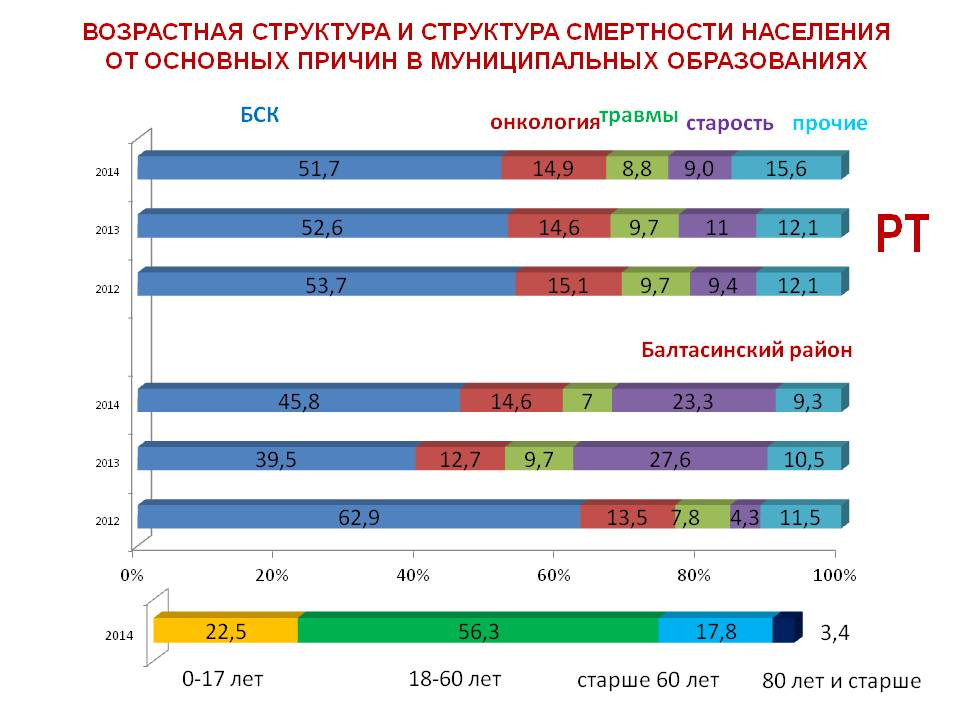 ВОЗРАСТНАЯ СТРУКТУРА И СТРУКТУРА СМЕРТНОСТИ НАСЕЛЕНИЯ
ОТ ОСНОВНЫХ ПРИЧИН В МУНИЦИПАЛЬНЫХ ОБРАЗОВАНИЯХ
БСК онкология травмы старость прочие
2014 51,7 14,9 8,8 9,0 15,6
2013 52,6 14,6 9,7 11 12,1
РТ
2012 53,7 15,1 9,7 9,4 12,1
Балтасинский район
2014 45,8 14,6 7 23,3 9,3
2013 39,5 12,7 9,7 27,6 10,5
2012 62,9 13,5 7,8 4,3 11,5
0% 20% 40% 60% 80% 100%
2014 22,5 56,3 17,8 3,4
0-17 лет 18-60 лет старше 60 лет 80 лет и старше